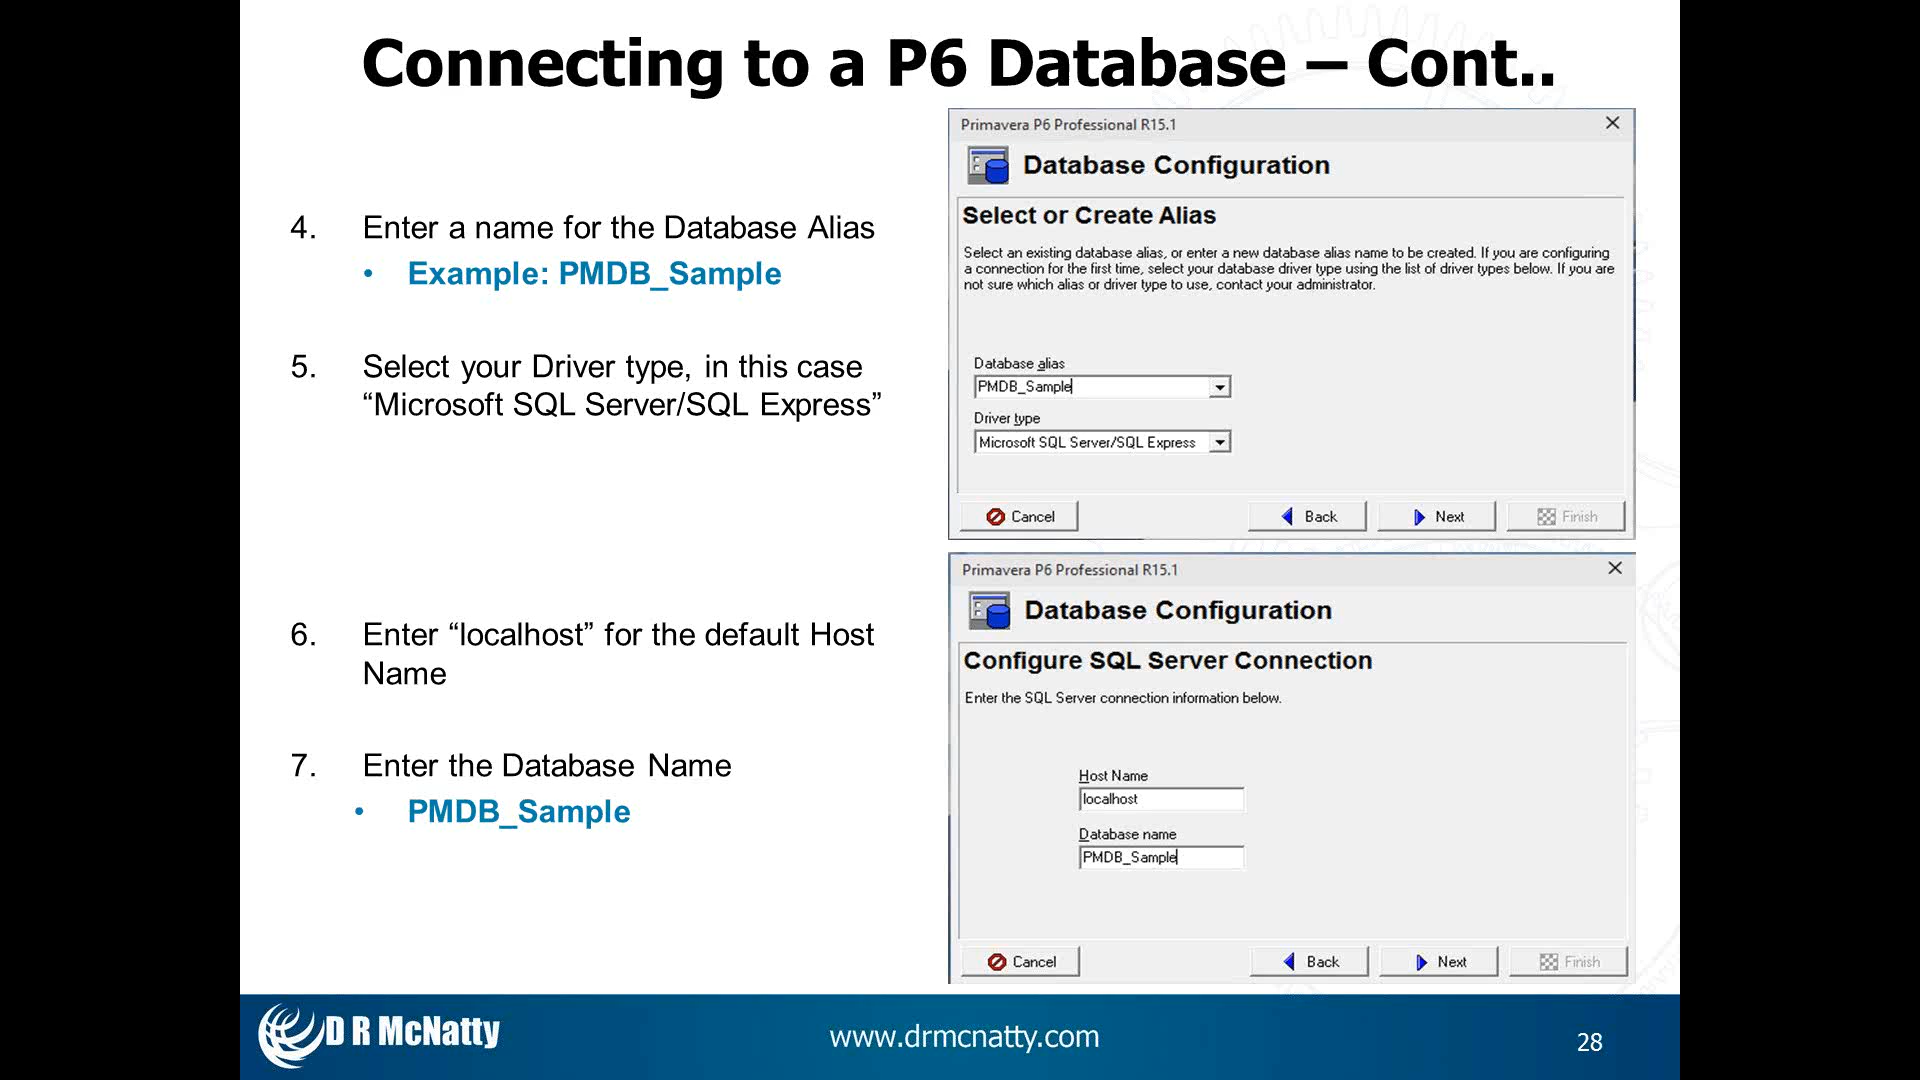 Connecting to a P6 Database – Cont..
4. Enter a name for the Database Alias
• Example: PMDB_Sample
5. Select your Driver type, in this case
“Microsoft SQL Server/SQL Express”
6. Enter “localhost” for the default Host
Name
7. Enter the Database Name
• PMDB_Sample
Primavera P6 Professional R15.1
Database Configuration
Select or Create Alias
Select an existing database alias, or enter a new database alias name to be created. If you are configuring
a connection for the first time, select your database driver type using the list of driver types below. If you are
not sure which alias or driver type to use, contact your administrator.
Database alias
PMDB_Sample
Driver type
Microsoft SQL Server/SQL Express
Cancel Back Next Finish
Primavera P6 Professional R15.1
Database Configuration
Configure SQL Server Connection
Enter the SQL Server connection information below.
Host Name
localhost
Database name
PMDB_Sample
Cancel Back Next Finish
D R McNatty
www.drmcnatty.com
28